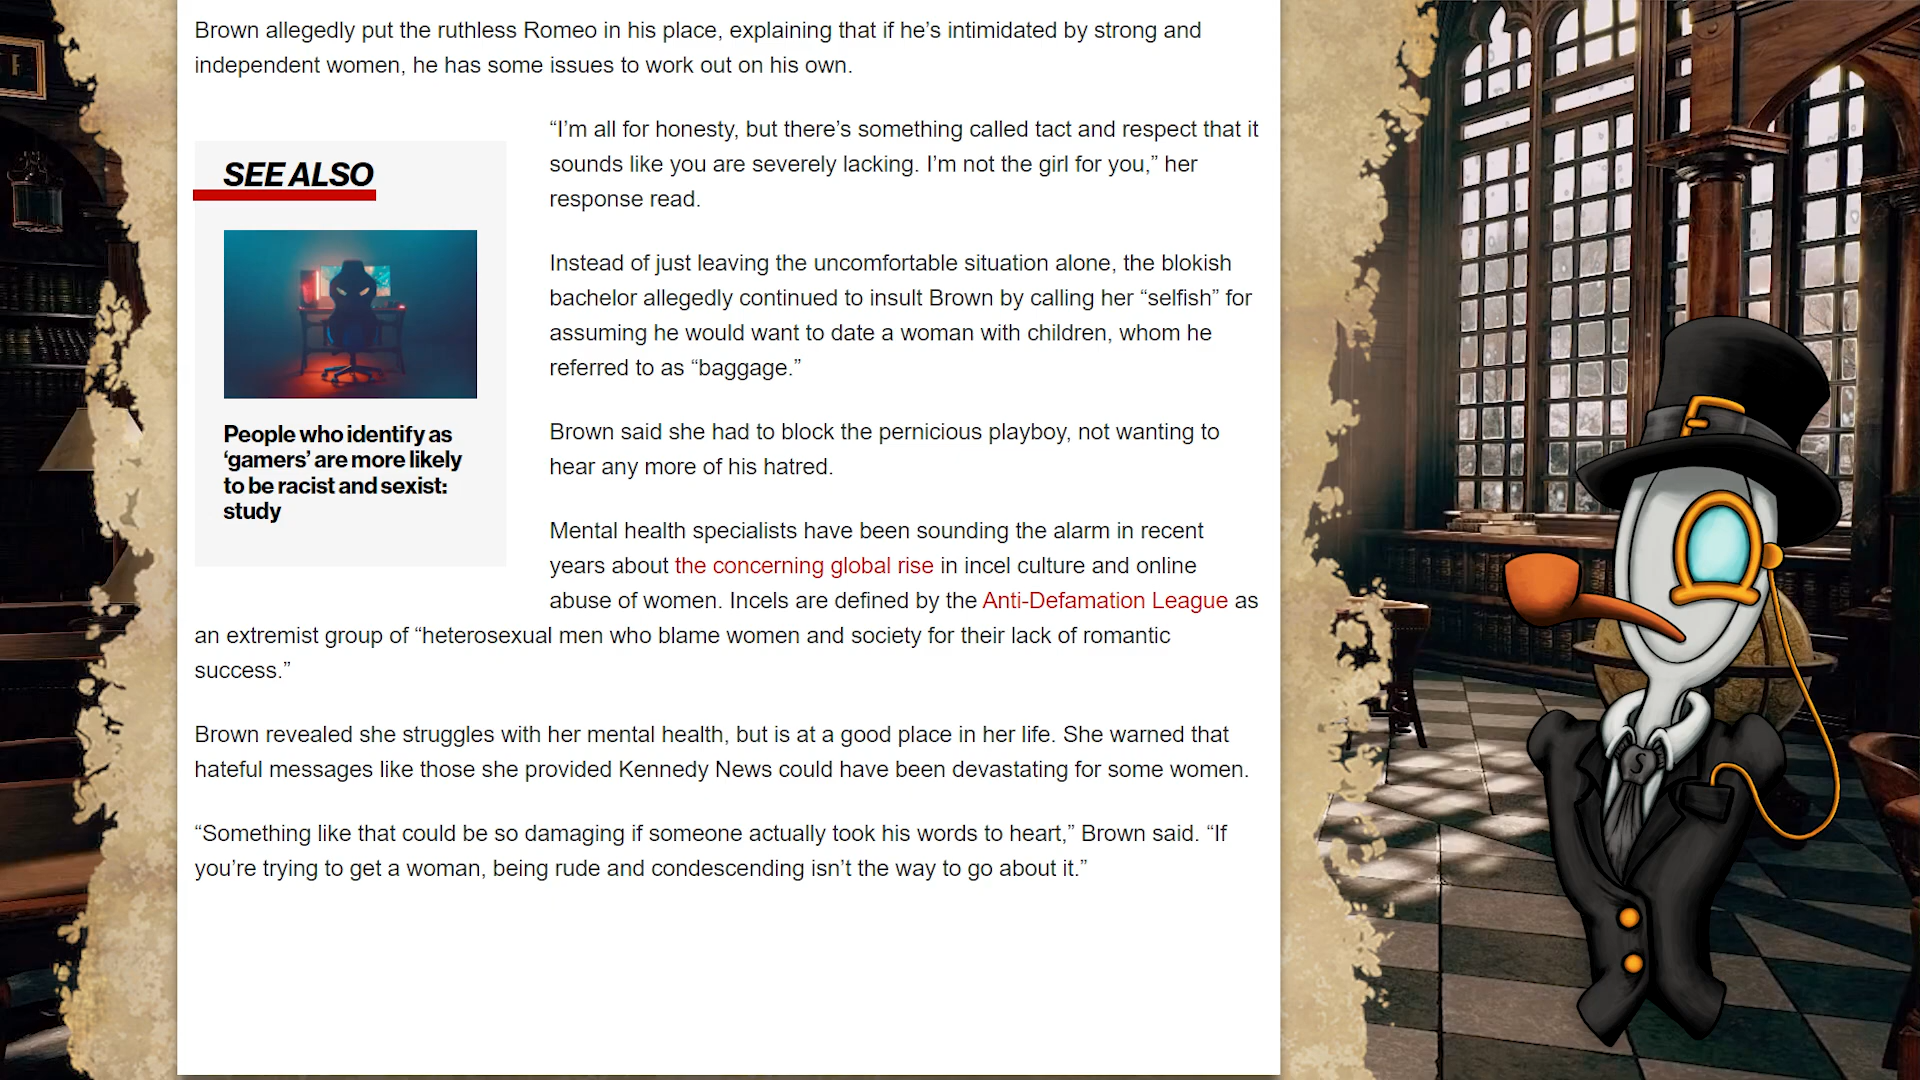 Brown allegedly put the ruthless Romeo in his place, explaining that if he’s intimidated by strong and
independent women, he has some issues to work out on his own.
SEE ALSO
People who identify as
‘gamers’ are more likely
to be racist and sexist:
study
“I’m all for honesty, but there’s something called tact and respect that it
sounds like you are severely lacking. I’m not the girl for you,” her
response read.
Instead of just leaving the uncomfortable situation alone, the blokish
bachelor allegedly continued to insult Brown by calling her “selfish” for
assuming he would want to date a woman with children, whom he
referred to as “baggage.”
Brown said she had to block the pernicious playboy, not wanting to
hear any more of his hatred.
Mental health specialists have been sounding the alarm in recent
years about the concerning global rise in incel culture and online
abuse of women. Incels are defined by the Anti-Defamation League as
an extremist group of “heterosexual men who blame women and society for their lack of romantic
success.”
Brown revealed she struggles with her mental health, but is at a good place in her life. She warned that
hateful messages like those she provided Kennedy News could have been devastating for some women.
“Something like that could be so damaging if someone actually took his words to heart,” Brown said. “If
you’re trying to get a woman, being rude and condescending isn’t the way to go about it.”
F
S